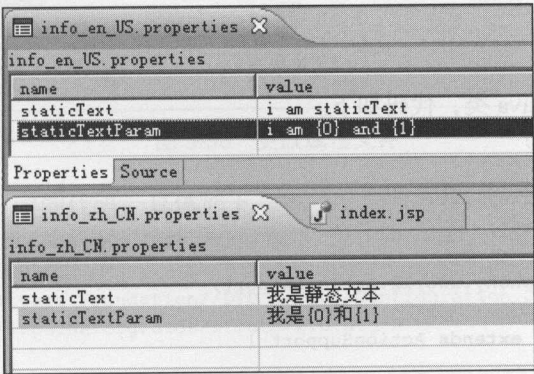 info_en_US.properties
info_en_US.properties
name value
staticText i am staticText
staticTextParam i am {0} and {1}
Properties Source
info_zh_CN.properties index.jsp
info_zh_CN.properties
name value
staticText 我是静态文本
staticTextParam 我是{0}和{1}